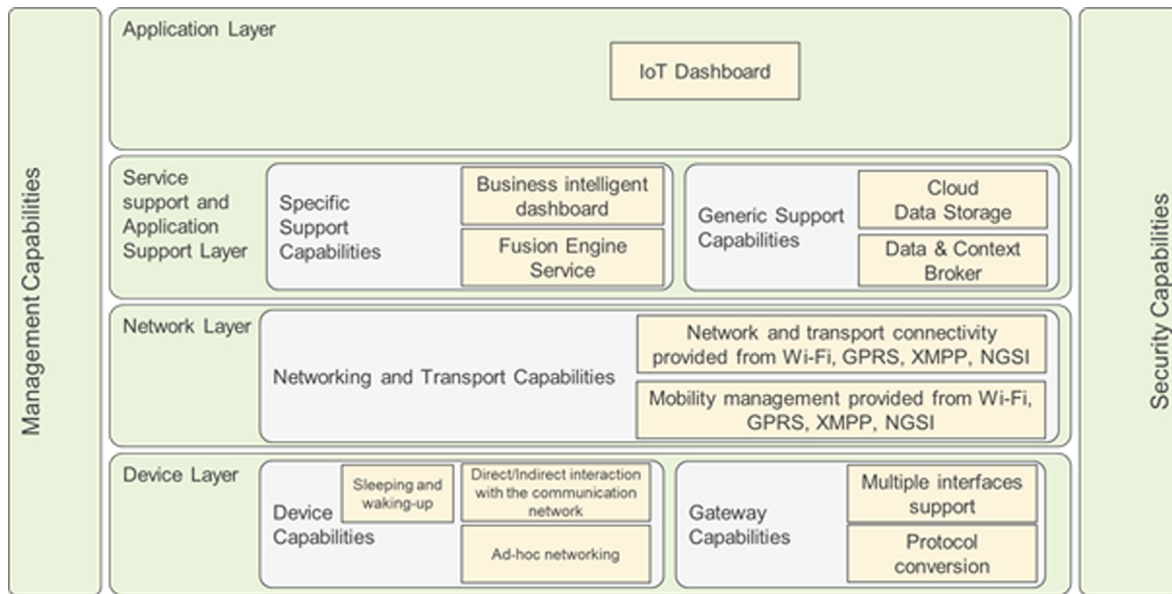 Management Capabilities
Application Layer
IoT Dashboard
Service
support and
Application
Support Layer
Specific
Support
Capabilities
Business intelligent
dashboard
Fusion Engine
Service
Generic Support
Capabilities
Cloud
Data Storage
Data & Context
Broker
Network Layer
Networking and Transport Capabilities
Network and transport connectivity
provided from Wi-Fi, GPRS, XMPP, NGSI
Mobility management provided from Wi-Fi,
GPRS, XMPP, NGSI
Device Layer
Device
Capabilities
Sleeping and
waking-up
Direct/Indirect interaction
with the communication
network
Ad-hoc networking
Gateway
Capabilities
Multiple interfaces
support
Protocol
conversion
Security Capabilities